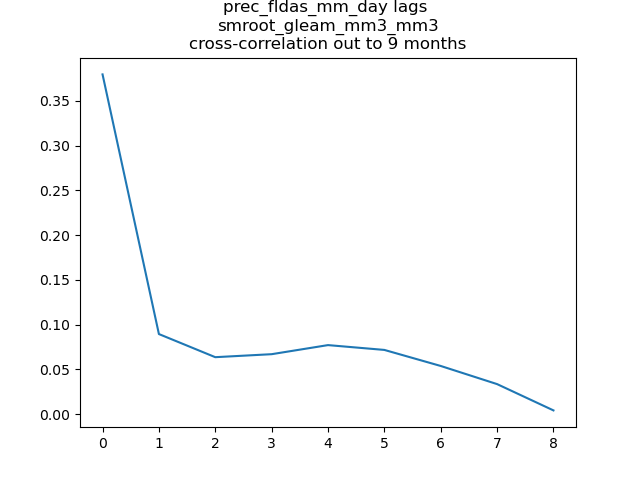 prec_fldas_mm_day lags
smroot_gleam_mm3_mm3
cross-correlation out to 9 months
0.35
0.30
0.25
0.20
0.15
0.10
0.05
0.00
0 1 2 3 4 5 6 7 8